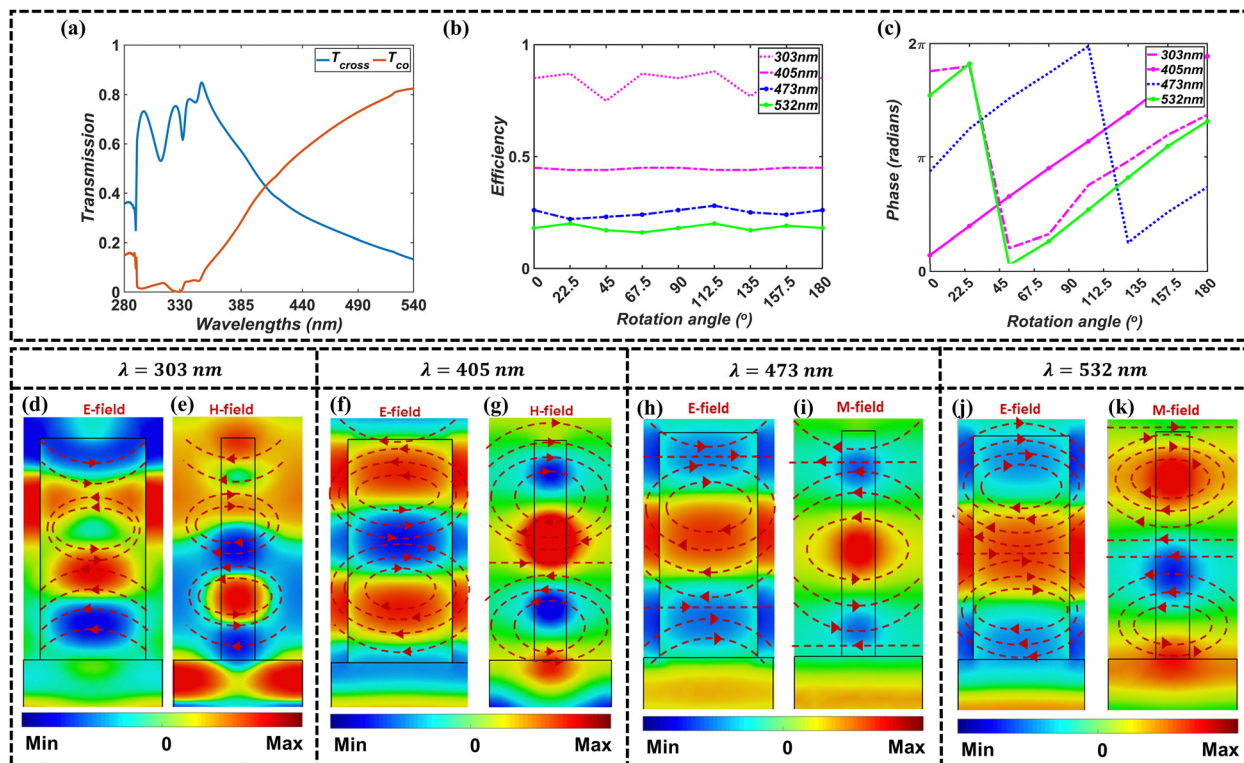 (a)
T_cross T_co
1
0.8
0.6
0.4
0.2
0
Transmission
280 330 385 440 490 540
Wavelengths (nm)
(b)
303nm
405nm
473nm
532nm
1
0.5
0
Efficiency
0 22.5 45 67.5 90 112.5 135 157.5 180
Rotation angle (º)
(c)
303nm
405nm
473nm
532nm
2π
π
0
Phase (radians)
0 22.5 45 67.5 90 112.5 135 157.5 180
Rotation angle (º)
λ = 303 nm
λ = 405 nm
λ = 473 nm
λ = 532 nm
(d) E-field
(e) H-field
(f) E-field
(g) H-field
(h) E-field
(i) M-field
(j) E-field
(k) M-field
Min 0 Max
Min 0 Max
Min 0 Max
Min 0 Max